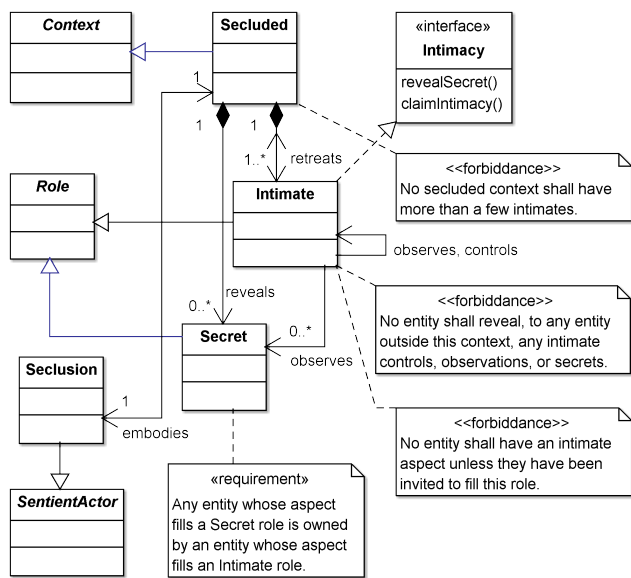 Context
Secluded
«interface»
Intimacy
revealSecret()
claimIntimacy()
1
1
1
1..*
retreats
<<forbiddance>>
No secluded context shall have
more than a few intimates.
Role
Intimate
observes, controls
reveals
0..*
0..*
observes
<<forbiddance>>
No entity shall reveal, to any entity
outside this context, any intimate
controls, observations, or secrets.
Secret
Seclusion
1
embodies
<<forbiddance>>
No entity shall have an intimate
aspect unless they have been
invited to fill this role.
SentientActor
«requirement»
Any entity whose aspect
fills a Secret role is owned
by an entity whose aspect
fills an Intimate role.